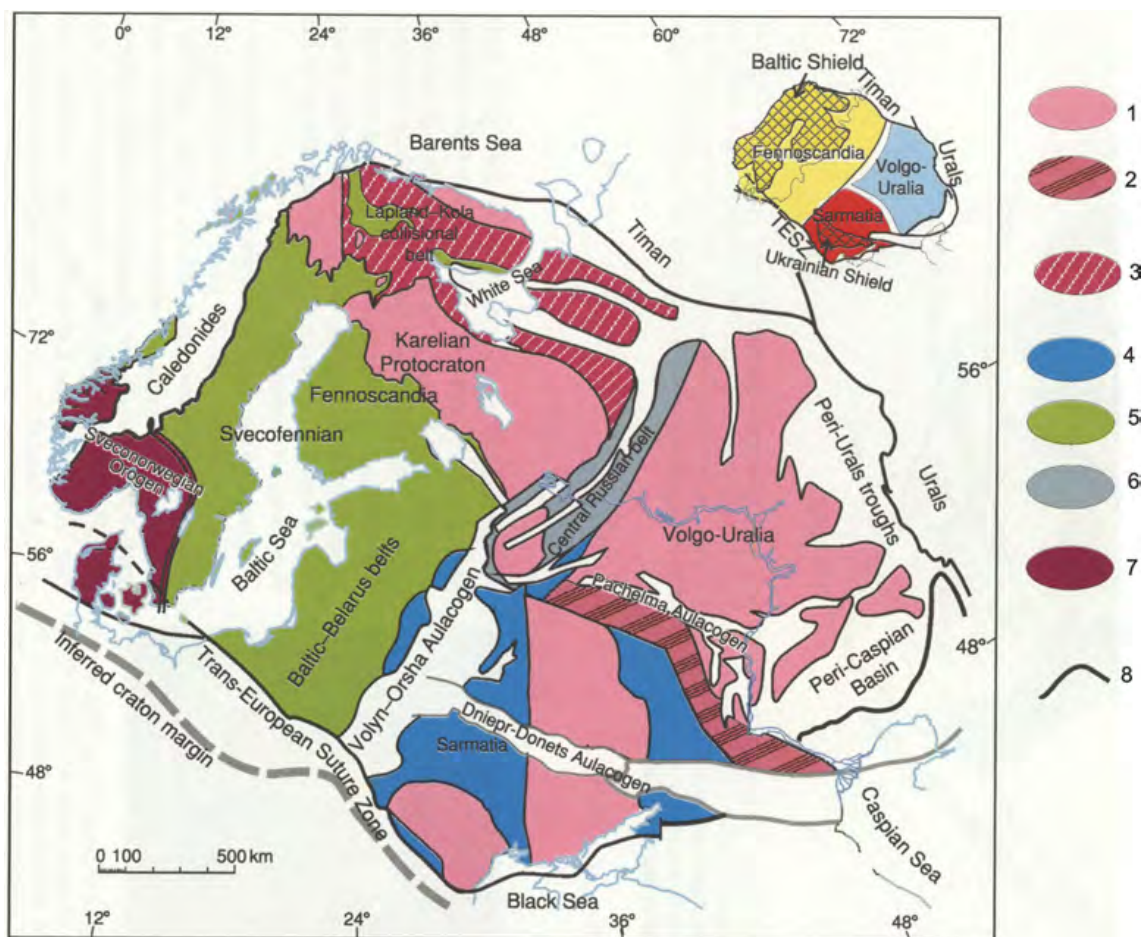 0° 12° 24° 36° 48° 60° 72°
Baltic Shield
Timan
Fennoscandia
Volgo-
Uralia
Urals
Sarmatia
TESZ
Ukrainian Shield
Barents Sea
Lapland–Kola
collisional
belt
White Sea
Timan
72°
56°
Caledonides
Karelian
Protocraton
Fennoscandia
Svecofennian
Sveconorwegian
Orogen
Central Russian belt
Peri-Urals troughs
Urals
Volgo-Uralia
56°
Baltic Sea
Baltic–Belarus belts
Volyn–Orsha Aulacogen
Pachelma Aulacogen
Peri-Caspian
Basin
48°
Inferred craton margin
Trans-European Suture Zone
Dniepr-Donets Aulacogen
Sarmatia
48°
Caspian Sea
0 100 500 km
Black Sea
12° 24° 36° 48°
1
2
3
4
5
6
7
8